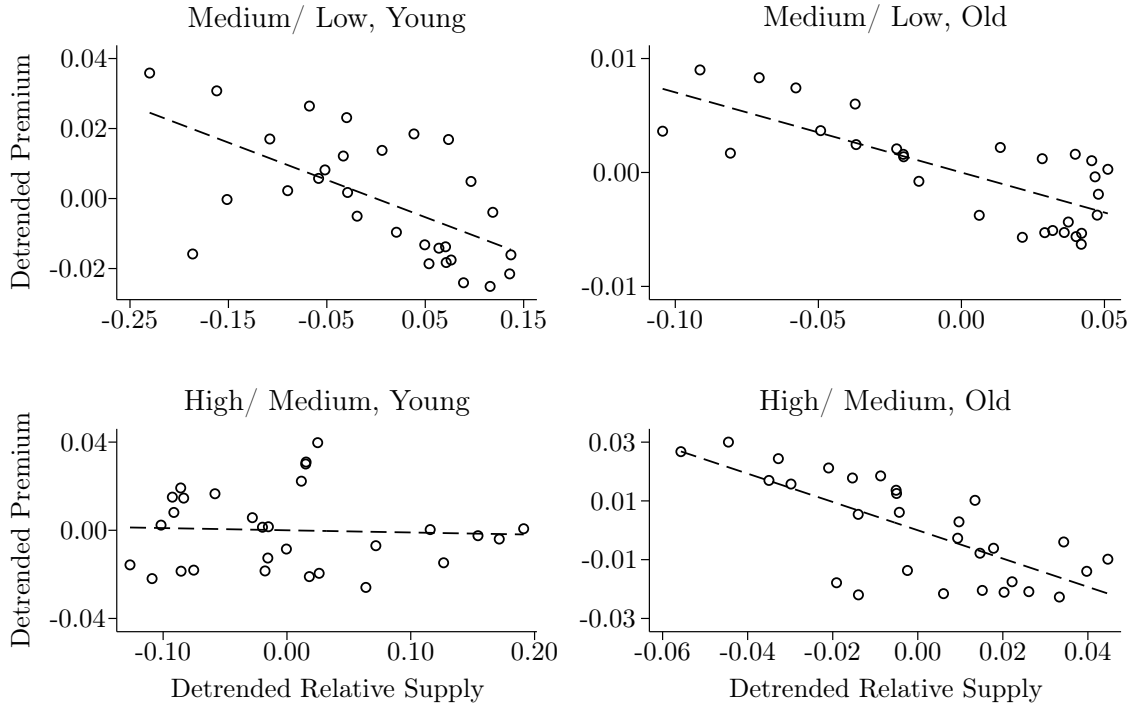 Medium/ Low, Young
Detrended Premium
0.04
0.02
0.00
-0.02
-0.25 -0.15 -0.05 0.05 0.15
Medium/ Low, Old
0.01
0.00
-0.01
-0.10 -0.05 0.00 0.05
High/ Medium, Young
Detrended Premium
0.04
0.00
-0.04
-0.10 0.00 0.10 0.20
Detrended Relative Supply
High/ Medium, Old
0.03
0.01
-0.01
-0.03
-0.06 -0.04 -0.02 0.00 0.02 0.04
Detrended Relative Supply